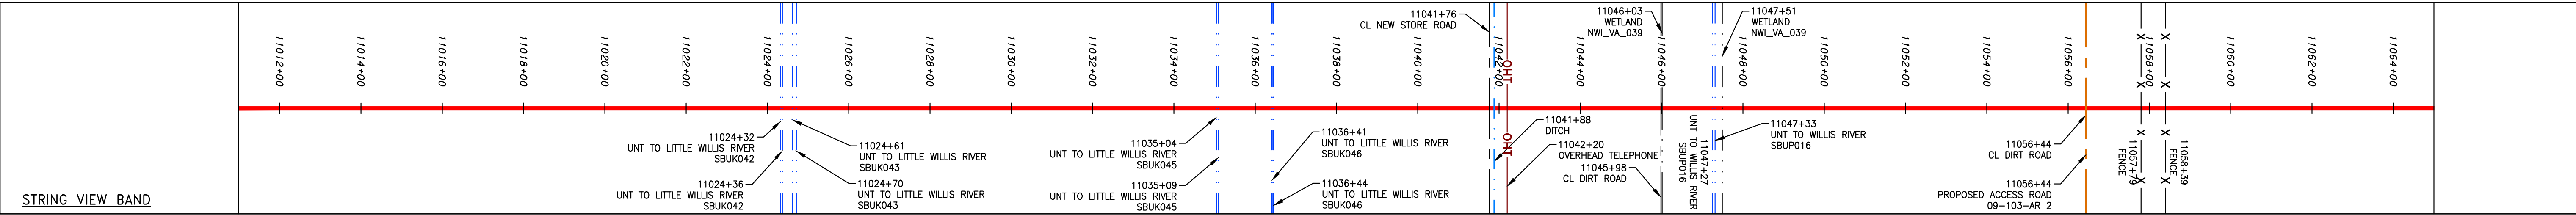 11012+00
11014+00
11016+00
11018+00
11020+00
11022+00
11024+00
11026+00
11028+00
11030+00
11032+00
11034+00
11036+00
11038+00
11040+00
11042+00
11044+00
11046+00
11048+00
11050+00
11052+00
11054+00
11056+00
11058+00
11060+00
11062+00
11064+00
11041+76
CL NEW STORE ROAD
OHT
11046+03
WETLAND
NWI_VA_039
11047+51
WETLAND
NWI_VA_039
11024+32
UNT TO LITTLE WILLIS RIVER
SBUK042
11024+36
UNT TO LITTLE WILLIS RIVER
SBUK042
11024+61
UNT TO LITTLE WILLIS RIVER
SBUK043
11024+70
UNT TO LITTLE WILLIS RIVER
SBUK043
11035+04
UNT TO LITTLE WILLIS RIVER
SBUK045
11035+09
UNT TO LITTLE WILLIS RIVER
SBUK045
11036+41
UNT TO LITTLE WILLIS RIVER
SBUK046
11036+44
UNT TO LITTLE WILLIS RIVER
SBUK046
OHT
11041+88
DITCH
11042+20
OVERHEAD TELEPHONE
11045+98
CL DIRT ROAD
11047+27
UNT TO WILLIS RIVER
SBUP016
11047+33
UNT TO WILLIS RIVER
SBUP016
11056+44
CL DIRT ROAD
11056+44
PROPOSED ACCESS ROAD
09-103-AR 2
11057+79
FENCE
11058+39
FENCE
STRING VIEW BAND